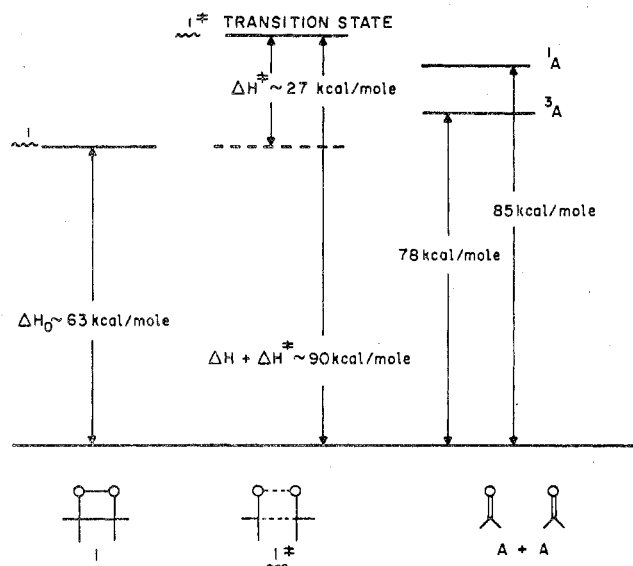 1‡ TRANSITION STATE
ΔH‡ ~ 27 kcal/mole
¹A
³A
1
85 kcal/mole
78 kcal/mole
ΔH₀ ~ 63 kcal/mole
ΔH + ΔH‡ ~ 90 kcal/mole
1
1‡
A + A